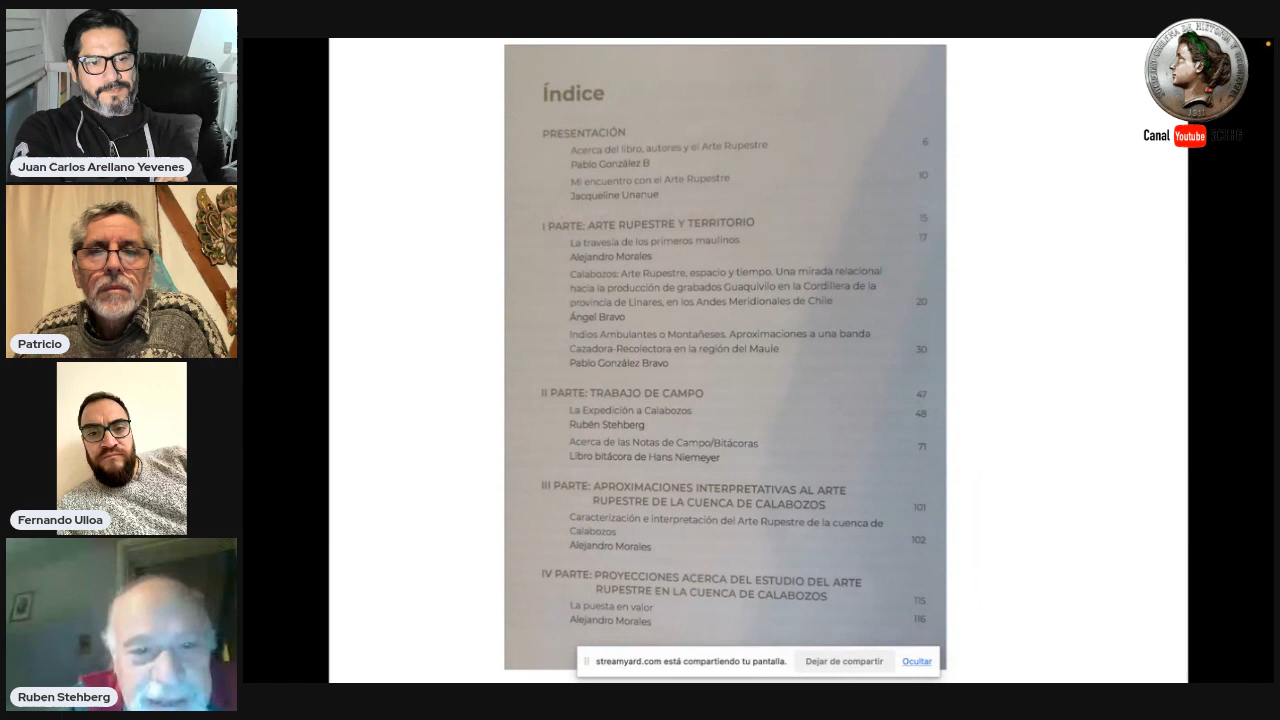 Juan Carlos Arellano Yevenes
Patricio
Fernando Ulloa
Ruben Stehberg
Índice
PRESENTACIÓN
Acerca del libro, autores y el Arte Rupestre 6
Pablo González B
Mi encuentro con el Arte Rupestre 10
Jacqueline Unanue
I PARTE: ARTE RUPESTRE Y TERRITORIO 15
La travesía de los primeros maulinos 17
Alejandro Morales
Calabozos: Arte Rupestre, espacio y tiempo. Una mirada relacional
hacia la producción de grabados Guaquivilo en la Cordillera de la
provincia de Linares, en los Andes Meridionales de Chile 20
Ángel Bravo
Indios Ambulantes o Montañeses. Aproximaciones a una banda
Cazadora-Recolectora en la región del Maule 30
Pablo González Bravo
II PARTE: TRABAJO DE CAMPO 47
La Expedición a Calabozos 48
Rubén Stehberg
Acerca de las Notas de Campo/Bitácoras 71
Libro bitácora de Hans Niemeyer
III PARTE: APROXIMACIONES INTERPRETATIVAS AL ARTE
RUPESTRE DE LA CUENCA DE CALABOZOS 101
Caracterización e interpretación del Arte Rupestre de la cuenca de
Calabozos 102
Alejandro Morales
IV PARTE: PROYECCIONES ACERCA DEL ESTUDIO DEL ARTE
RUPESTRE EN LA CUENCA DE CALABOZOS 115
La puesta en valor 116
Alejandro Morales
streamyard.com está compartiendo tu pantalla. Dejar de compartir Ocultar
1911
Canal Youtube SCHHG